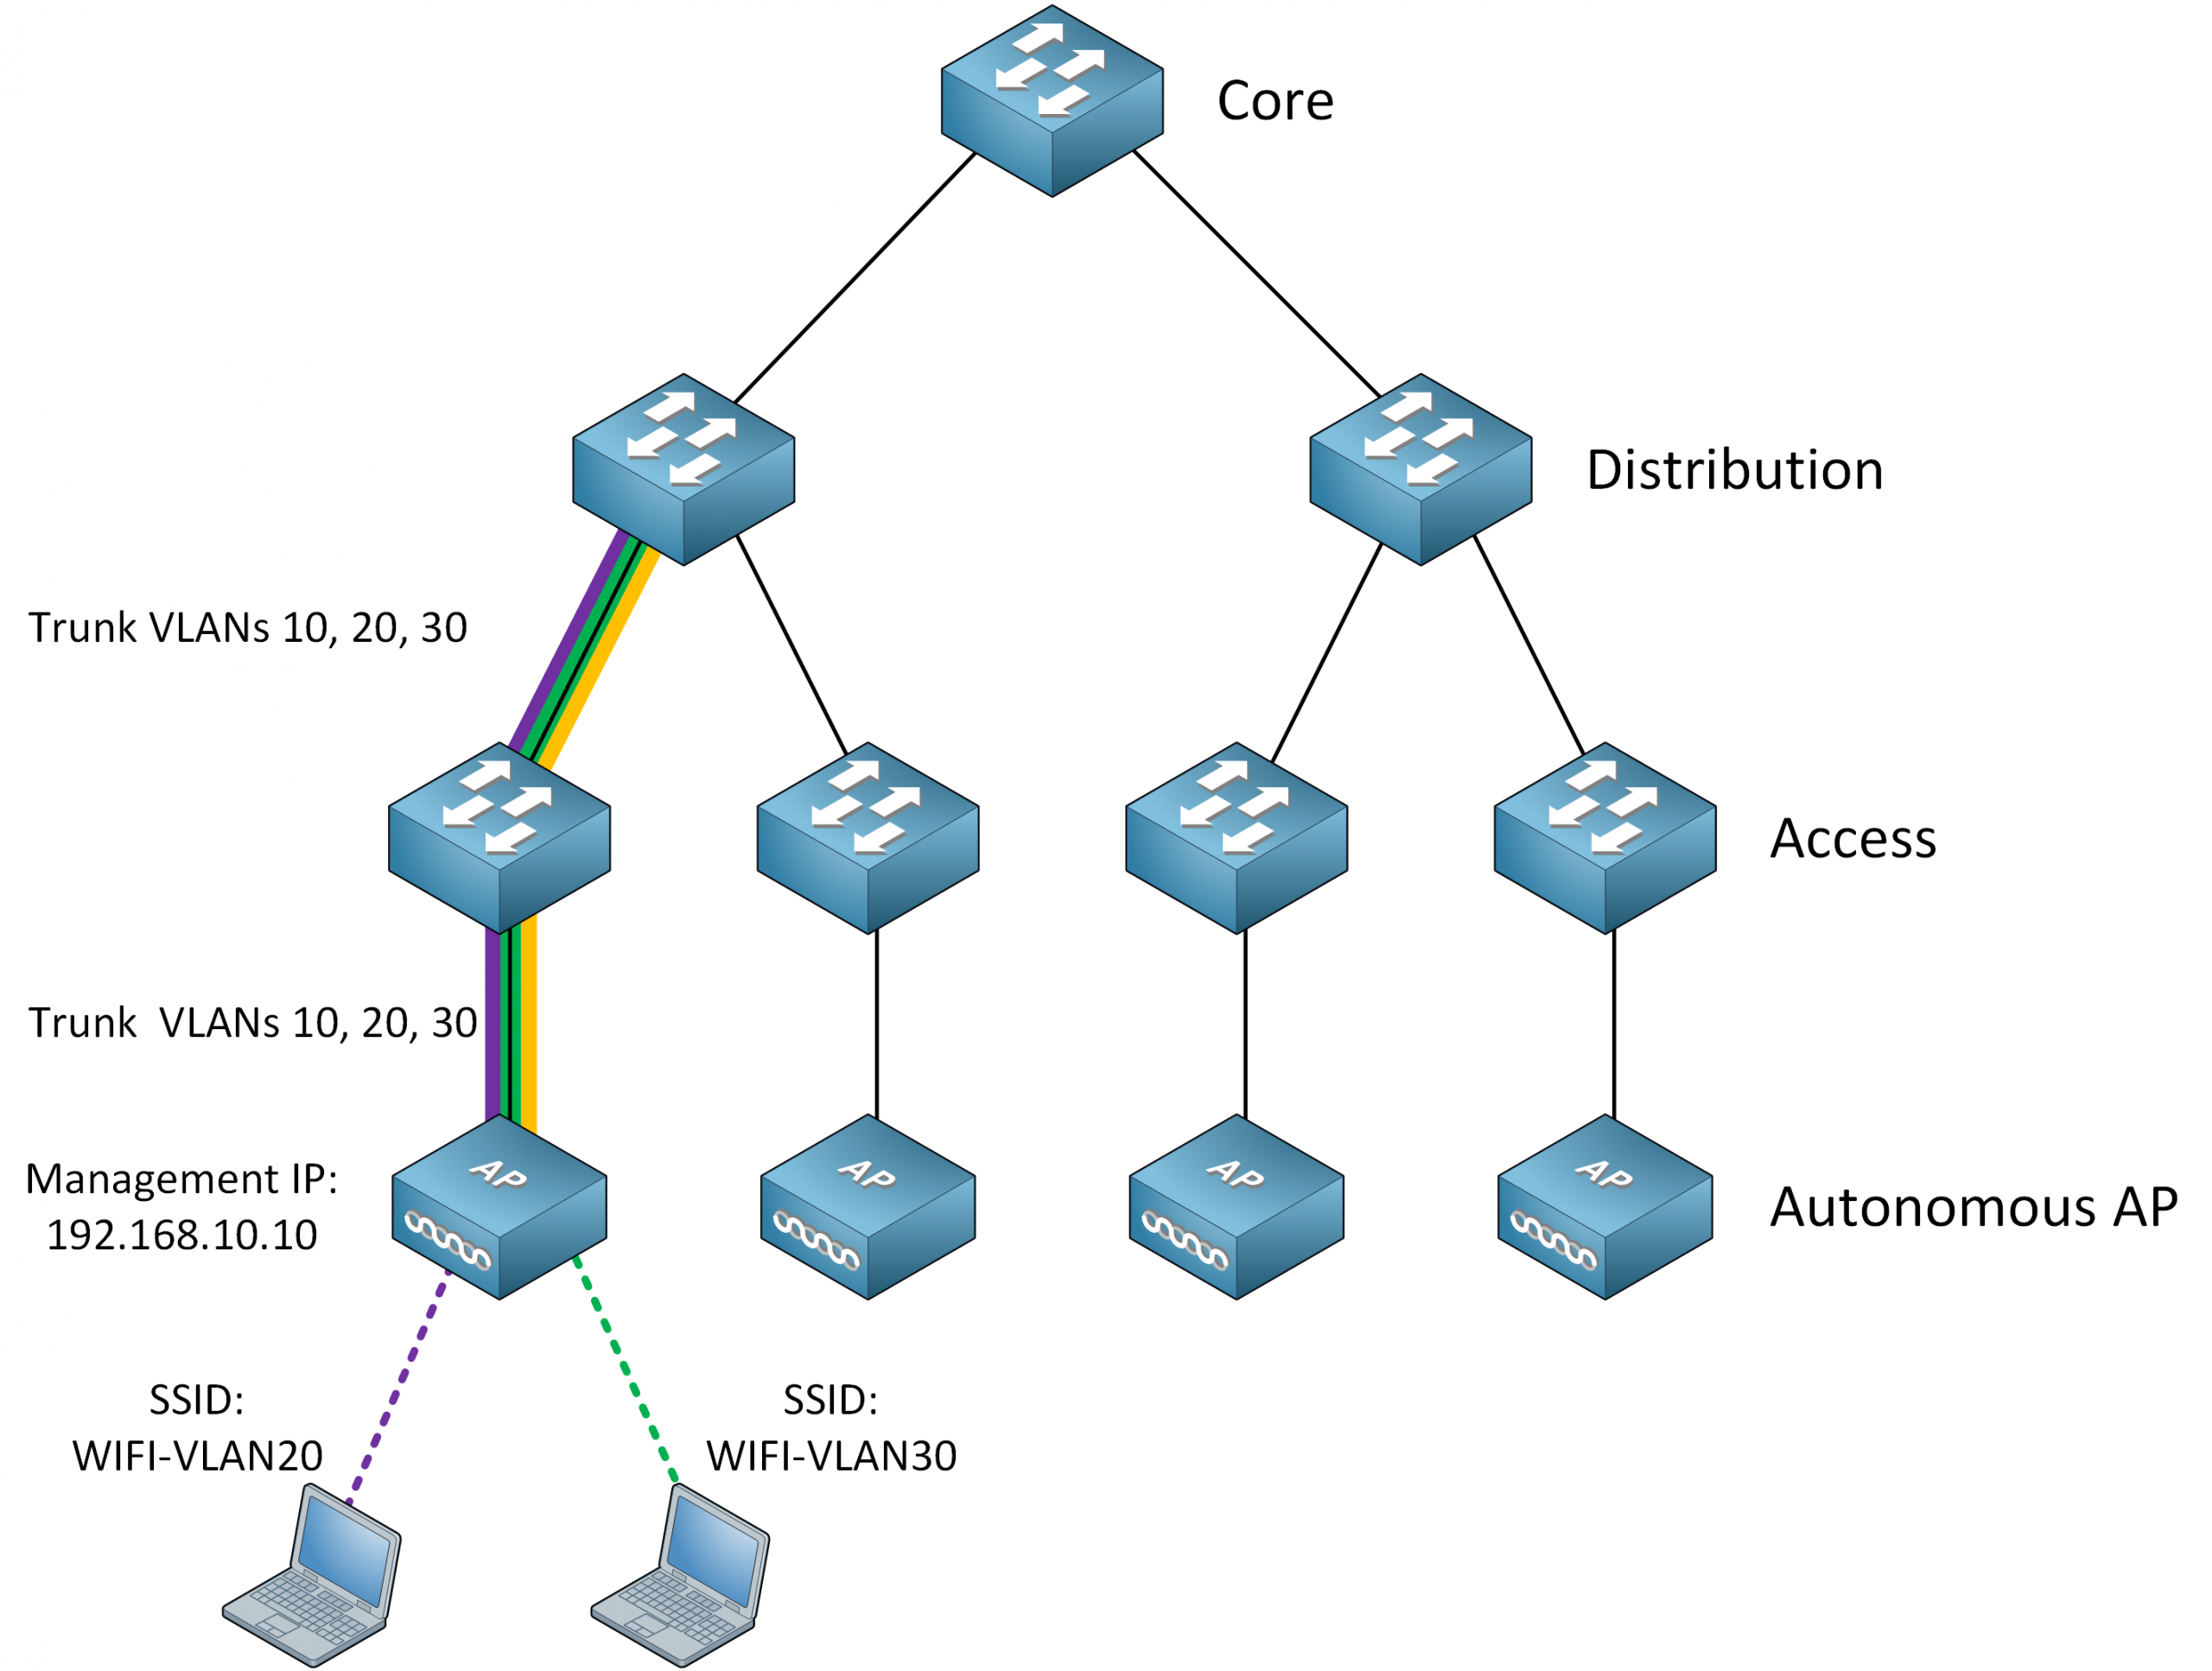 Core
Distribution
Trunk VLANs 10, 20, 30
Access
Trunk  VLANs 10, 20, 30
Management IP:
192.168.10.10
AP
AP
AP
AP
Autonomous AP
SSID:
WIFI-VLAN20
SSID:
WIFI-VLAN30